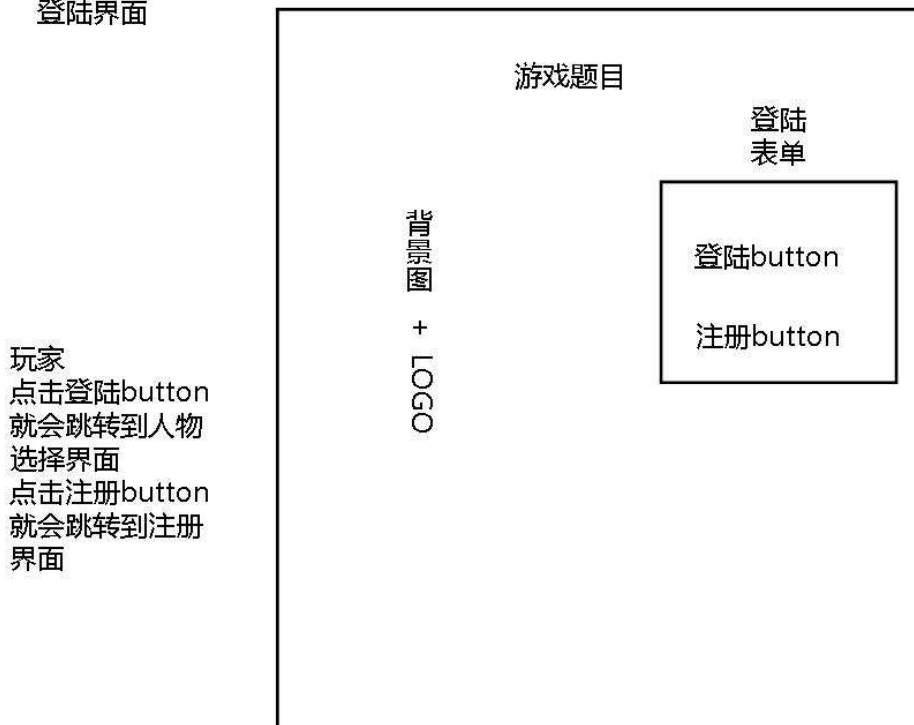 登陆界面
游戏题目
登陆
表单
背景图 + LOGO
登陆button
注册button
玩家
点击登陆button
就会跳转到人物
选择界面
点击注册button
就会跳转到注册
界面